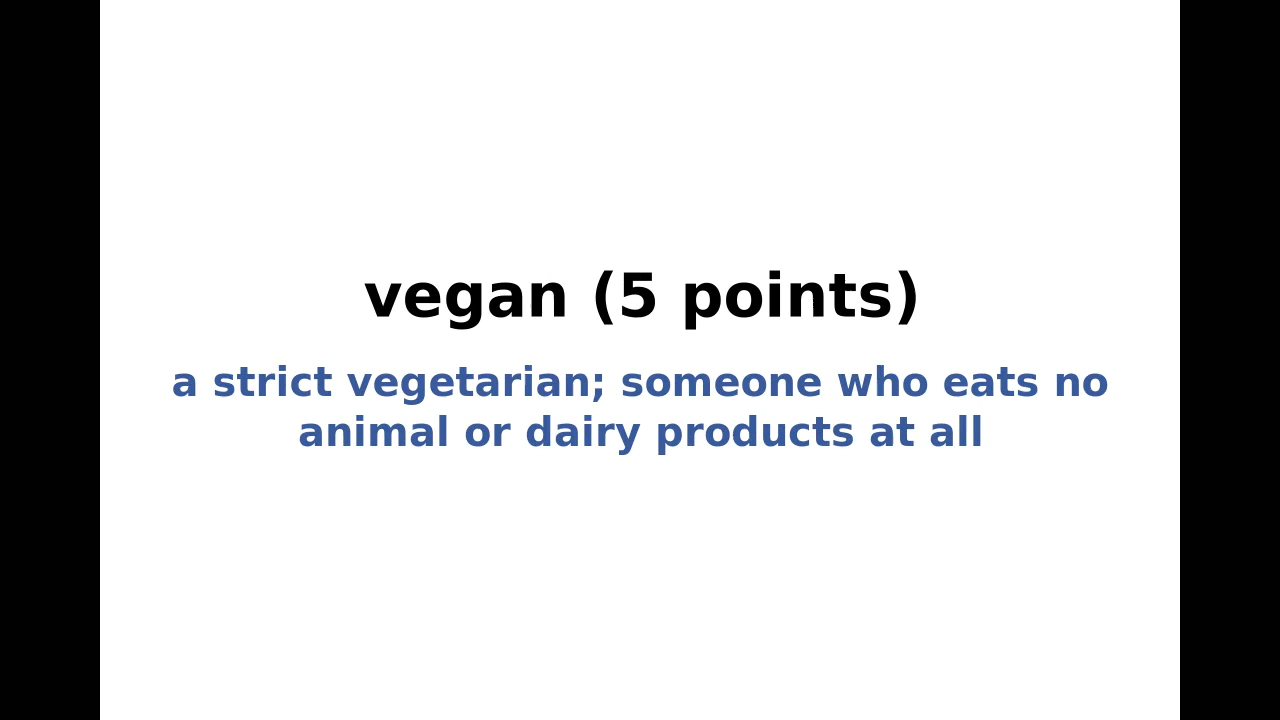 vegan (5 points)
a strict vegetarian; someone who eats no
animal or dairy products at all